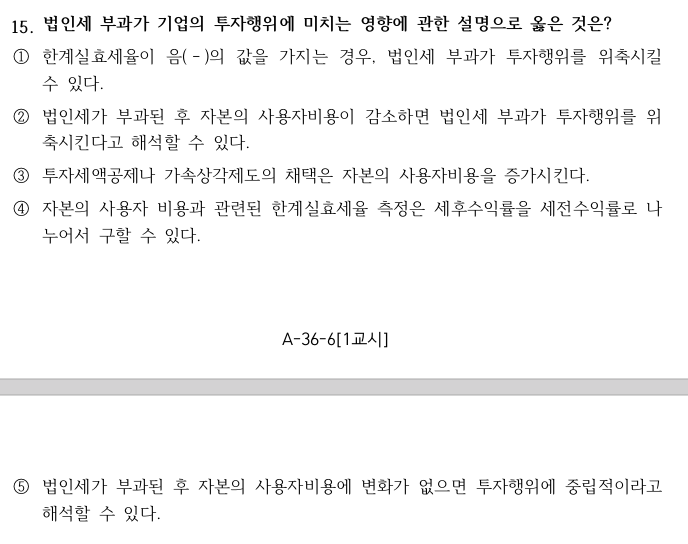 15. 법인세 부과가 기업의 투자행위에 미치는 영향에 관한 설명으로 옳은 것은?
① 한계실효세율이 음(-)의 값을 가지는 경우, 법인세 부과가 투자행위를 위축시킬
수 있다.
② 법인세가 부과된 후 자본의 사용자비용이 감소하면 법인세 부과가 투자행위를 위
축시킨다고 해석할 수 있다.
③ 투자세액공제나 가속상각제도의 채택은 자본의 사용자비용을 증가시킨다.
④ 자본의 사용자 비용과 관련된 한계실효세율 측정은 세후수익률을 세전수익률로 나
누어서 구할 수 있다.
A-36-6[1교시]
⑤ 법인세가 부과된 후 자본의 사용자비용에 변화가 없으면 투자행위에 중립적이라고
해석할 수 있다.